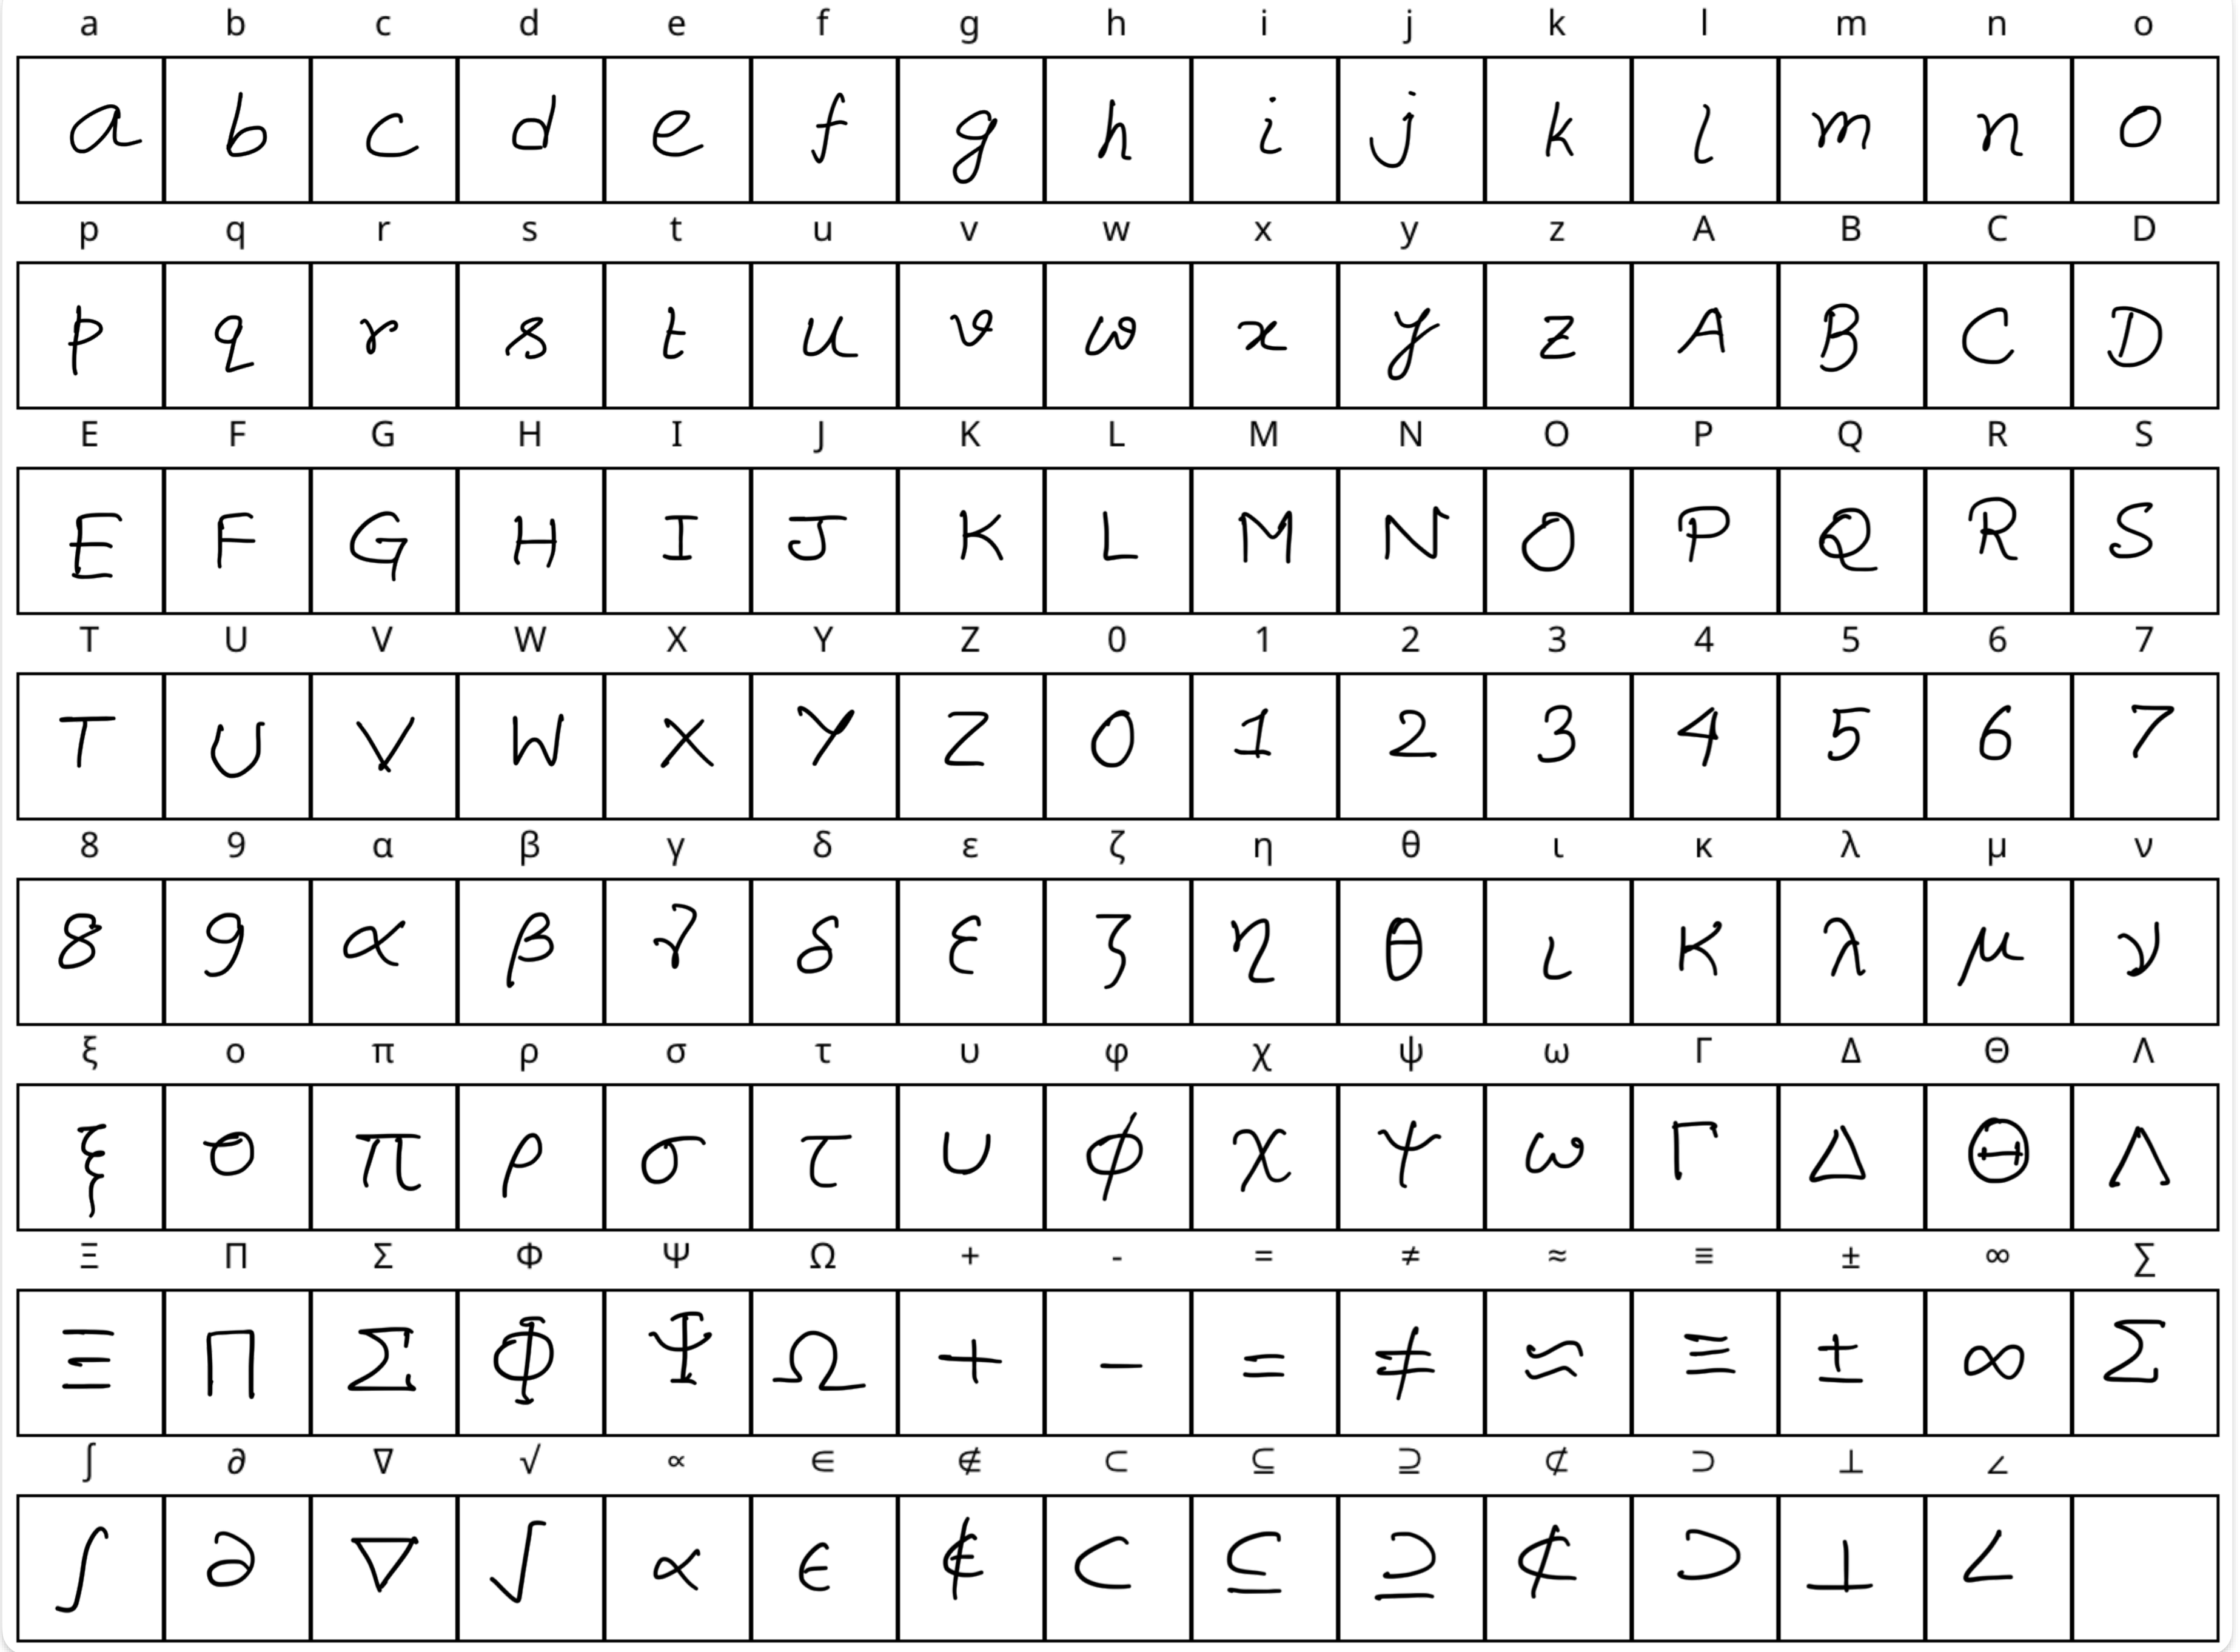 a b c d e f g h i j k l m n o
a b c d e f g h i j k l m n o
p q r s t u v w x y z A B C D
p q r s t u v w x y z A B C D
E F G H I J K L M N O P Q R S
E F G H I J K L M N O P Q R S
T U V W X Y Z 0 1 2 3 4 5 6 7
T U V W X Y Z 0 1 2 3 4 5 6 7
8 9 α β γ δ ε ζ η θ ι κ λ μ ν
8 9 α β γ δ ε ζ η θ ι κ λ μ ν
ξ ο π ρ σ τ υ φ χ ψ ω Γ Δ Θ Λ
ξ ο π ρ σ τ υ ϕ χ ψ ω Γ Δ Θ Λ
Ξ Π Σ Φ Ψ Ω + - = ≠ ≈ ≡ ± ∞ ∑
Ξ Π Σ Φ Ψ Ω + - = ≠ ≈ ≡ ± ∞ ∑
∫ ∂ ∇ √ ∝ ∈ ∉ ⊂ ⊆ ⊇ ⊄ ⊃ ⊥ ∠
∫ ∂ ∇ √ ∝ ∈ ∉ ⊂ ⊆ ⊇ ⊄ ⊃ ⊥ ∠